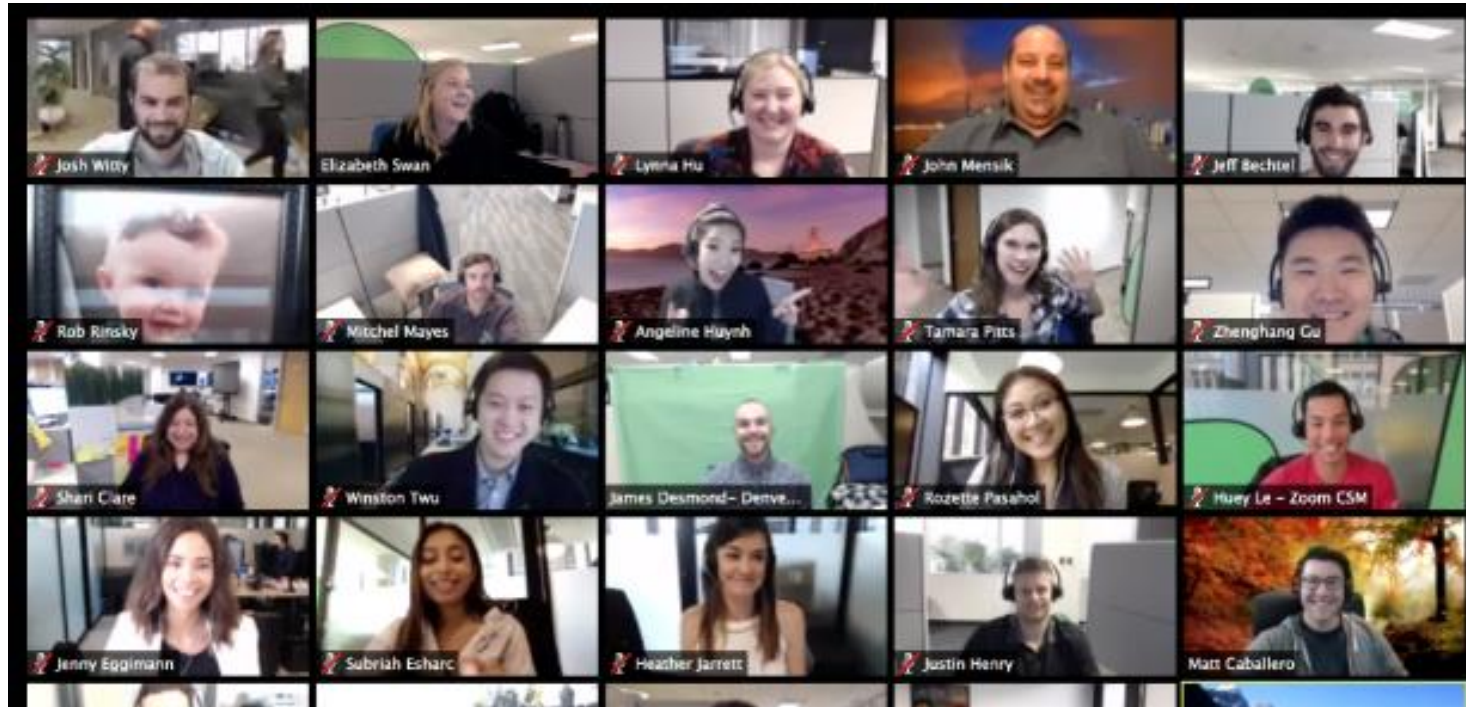 Josh Witty
Elizabeth Swan
Lynna Hu
John Mensik
Jeff Bechtel
Rob Rinsky
Mitchel Mayes
Angeline Huynh
Tamara Pitts
Zhenghang Gu
Shari Clare
Winston Twu
James Desmond- Denve...
Rozette Pasahol
Huey Le - Zoom CSM
Jenny Eggimann
Subriah Esharc
Heather Jarrett
Justin Henry
Matt Caballero